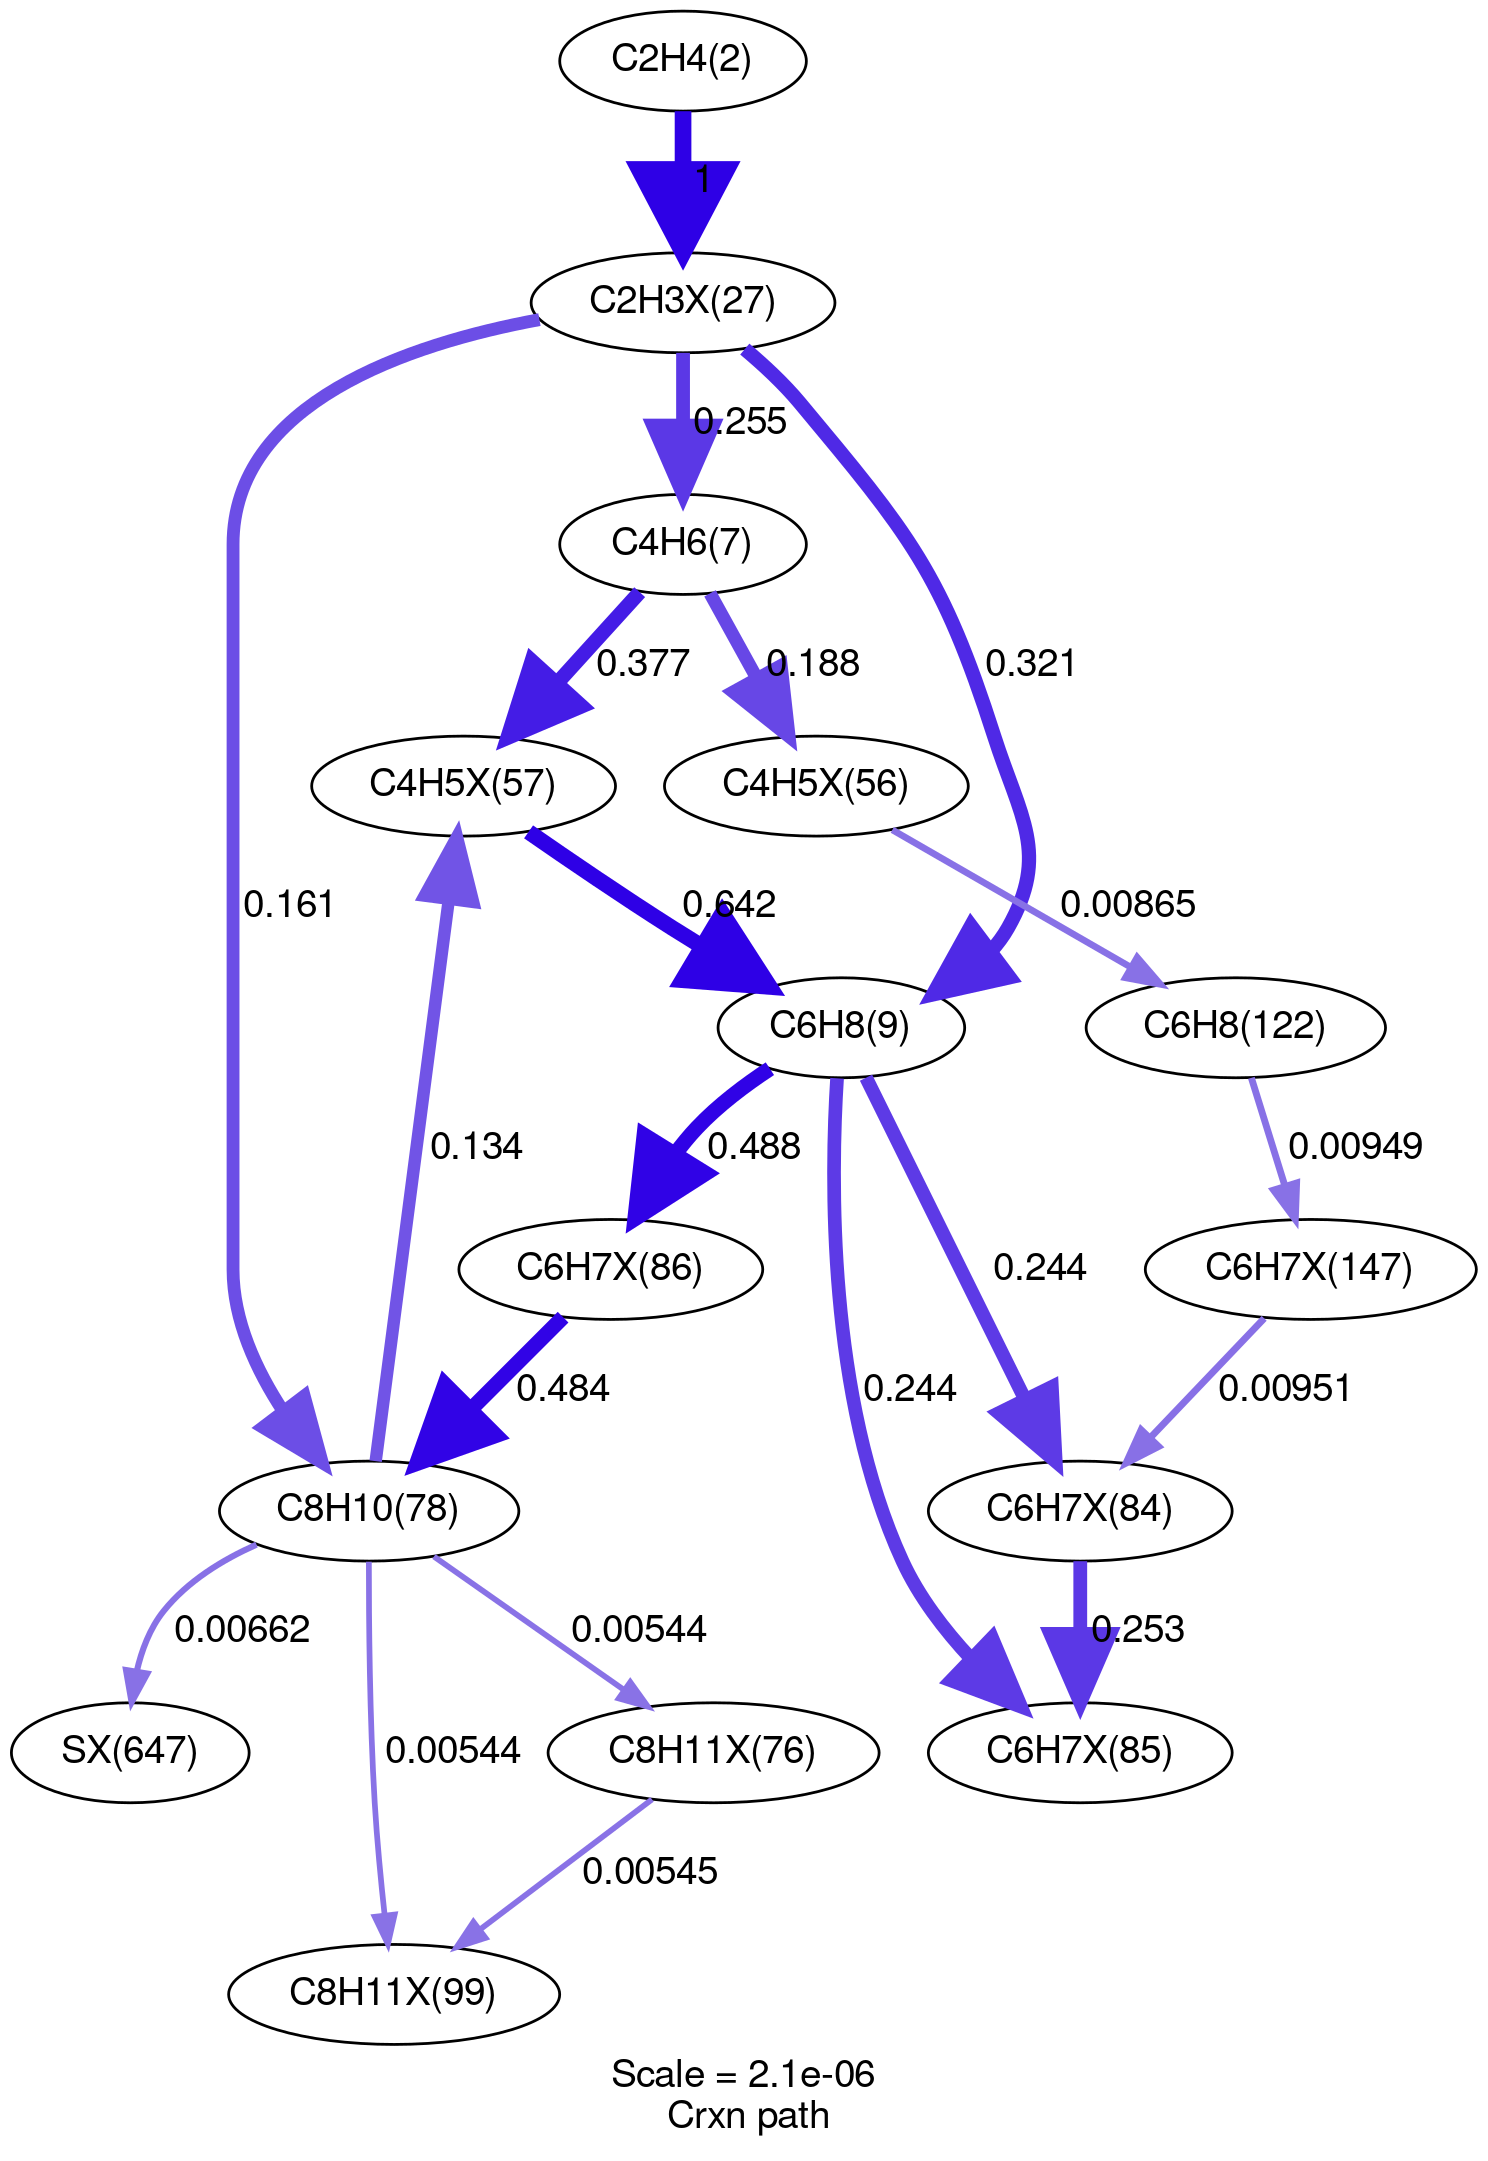 C2H4(2)
1
C2H3X(27)
0.255
C4H6(7)
0.377
0.188
0.321
C4H5X(57)
C4H5X(56)
0.161
0.642
0.00865
C6H8(9)
C6H8(122)
0.134
0.488
0.00949
C6H7X(86)
0.244
C6H7X(147)
0.484
0.244
0.00951
C8H10(78)
C6H7X(84)
0.00662
0.00544
0.253
SX(647)
0.00544
C8H11X(76)
C6H7X(85)
0.00545
C8H11X(99)
Scale = 2.1e-06
Crxn path